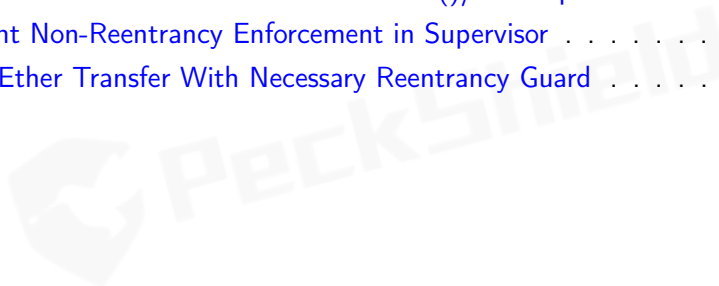 nt Non-Reentrancy Enforcement in Supervisor . . . . . . .
Ether Transfer With Necessary Reentrancy Guard . . . . .
PeckShield